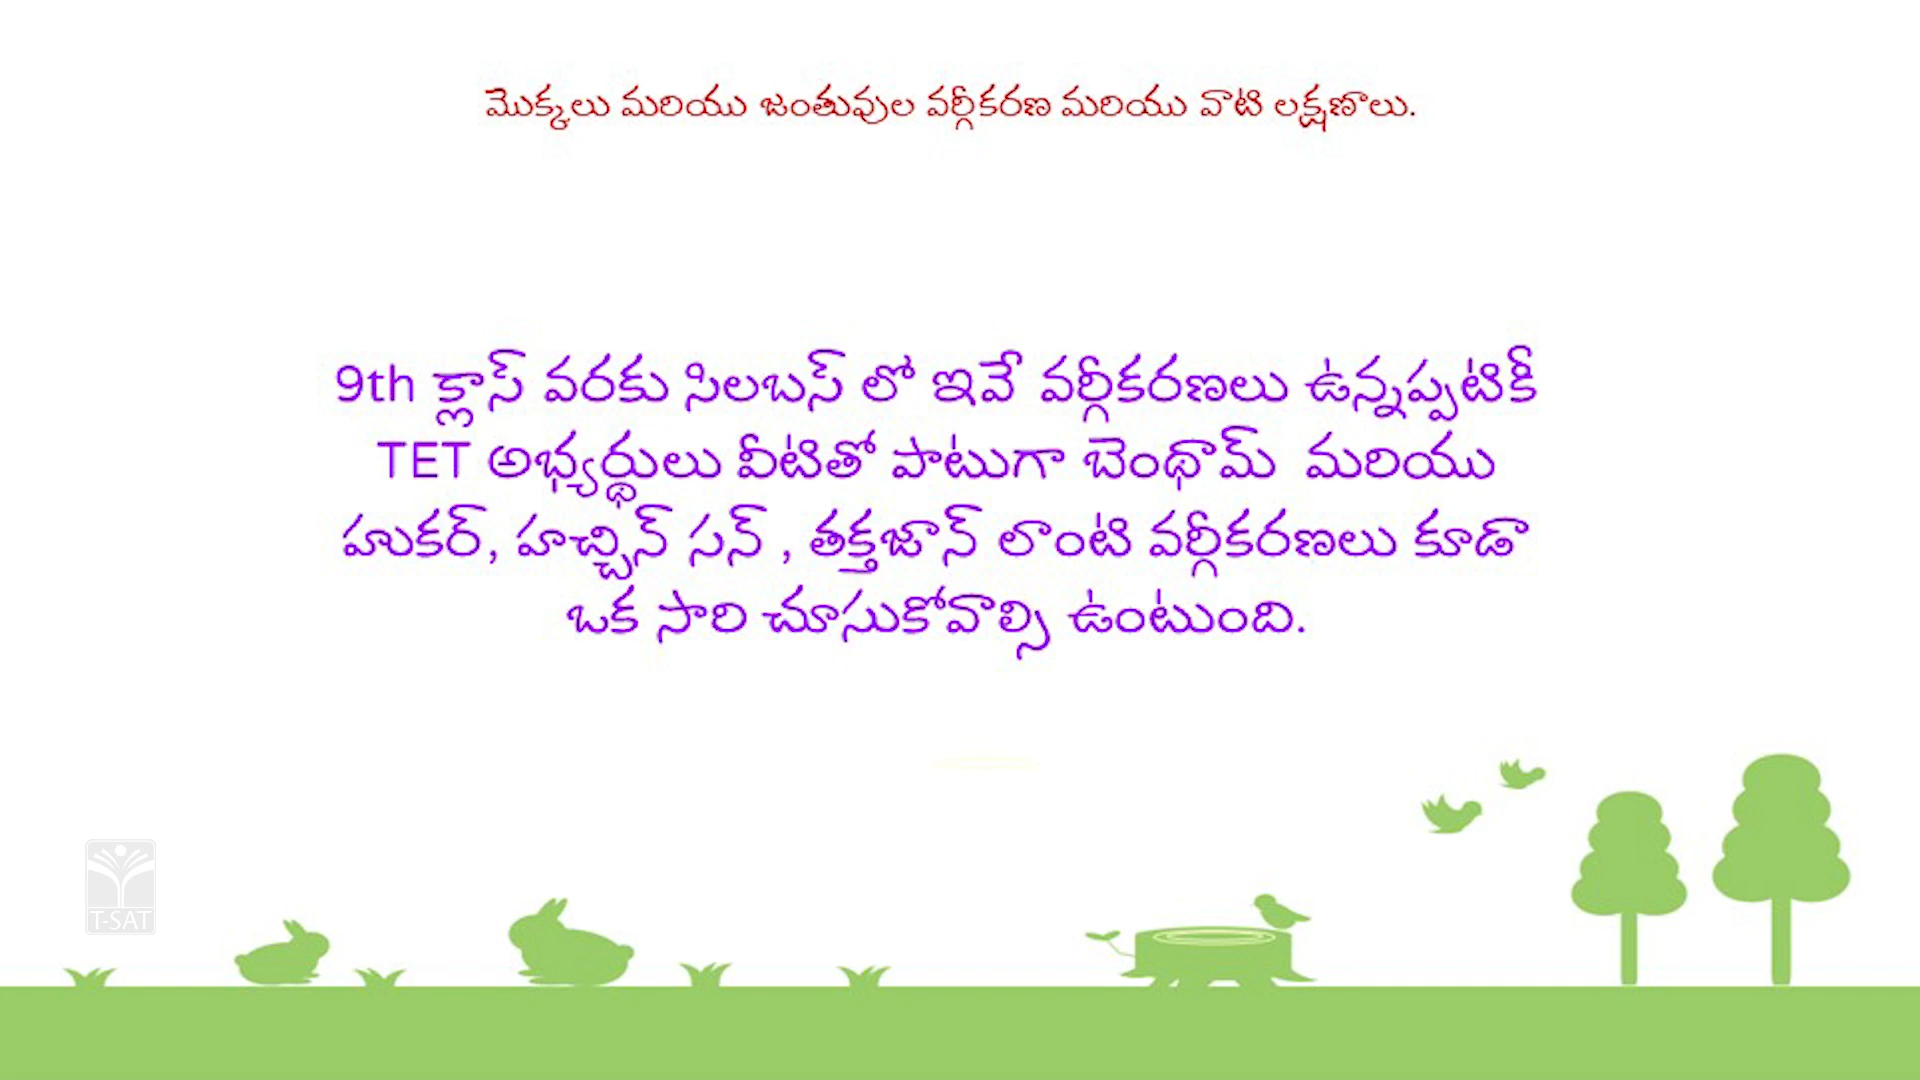 మొక్కలు మరియు జంతువుల వర్గీకరణ మరియు వాటి లక్షణాలు.
9th క్లాస్ వరకు సిలబస్ లో ఇవే వర్గీకరణలు ఉన్నప్పటికీ
TET అభ్యర్థులు వీటితో పాటుగా బెంథామ్ మరియు
హుకర్, హచ్చిన్ సన్ , తక్తజాన్ లాంటి వర్గీకరణలు కూడా
ఒక సారి చూసుకోవాల్సి ఉంటుంది.
T-SAT